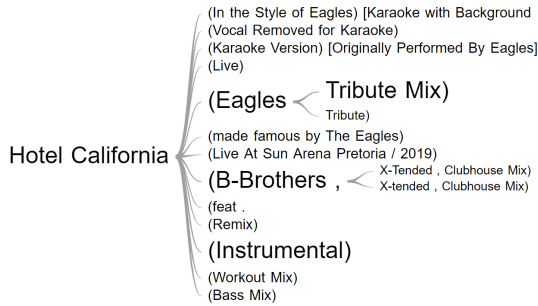 (In the Style of Eagles) [Karaoke with Background
(Vocal Removed for Karaoke)
(Karaoke Version) [Originally Performed By Eagles]
(Live)
(Eagles
Tribute Mix)
Tribute)
(made famous by The Eagles)
Hotel California
(Live At Sun Arena Pretoria / 2019)
(B-Brothers ,
X-Tended , Clubhouse Mix)
X-tended , Clubhouse Mix)
(feat .
(Remix)
(Instrumental)
(Workout Mix)
(Bass Mix)